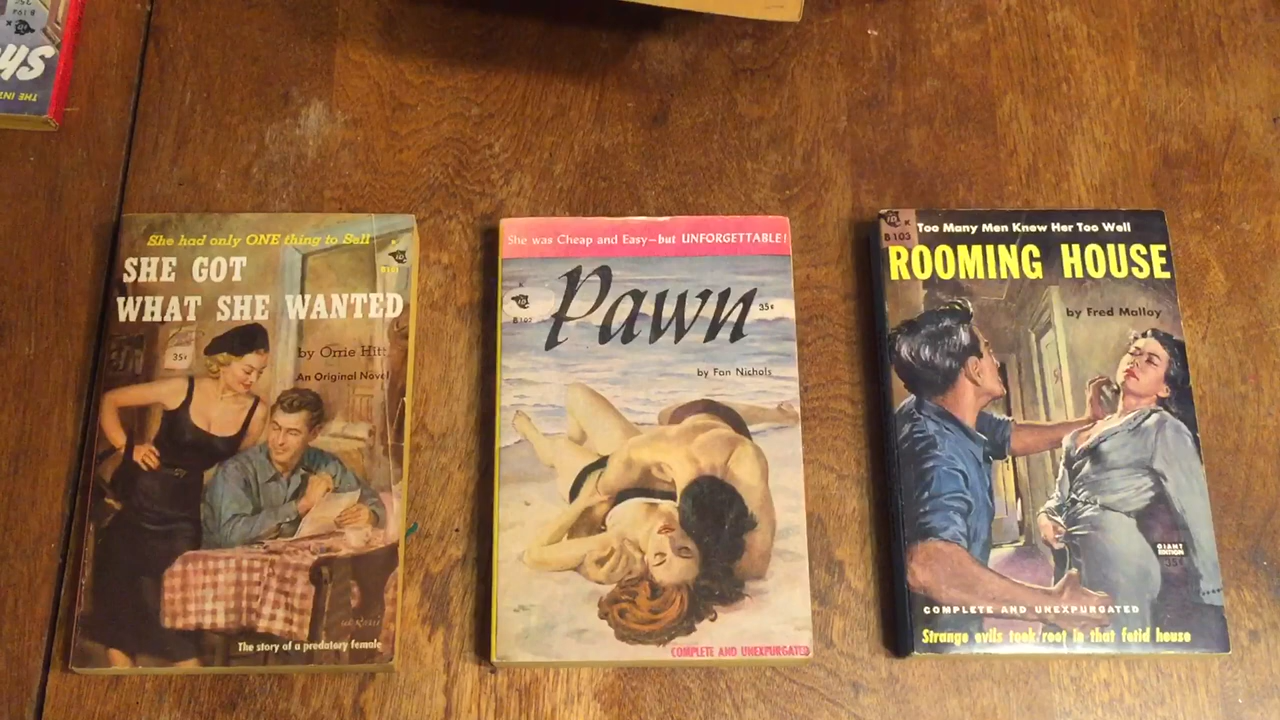 She had only ONE thing to Sell
SHE GOT
WHAT SHE WANTED
B101
35¢
by Orrie Hitt
An Original Novel
The story of a predatory female
She was Cheap and Easy—but UNFORGETTABLE!
Pawn
K
B102
35¢
by Fan Nichols
COMPLETE AND UNEXPURGATED
K
B103
Too Many Men Knew Her Too Well
ROOMING HOUSE
by Fred Malloy
GIANT
EDITION
35¢
COMPLETE AND UNEXPURGATED
Strange evils took root in that fetid house